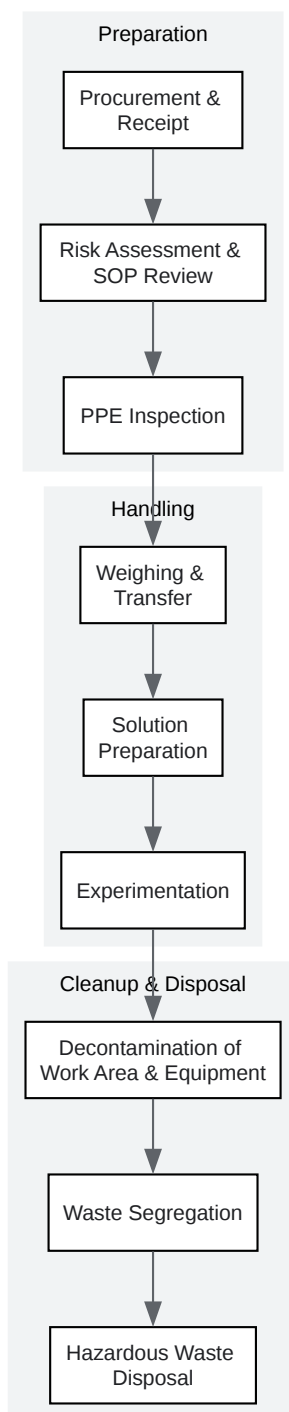 Preparation
Procurement &
Receipt
Risk Assessment &
SOP Review
PPE Inspection
Handling
Weighing &
Transfer
Solution
Preparation
Experimentation
Cleanup & Disposal
Decontamination of
Work Area & Equipment
Waste Segregation
Hazardous Waste
Disposal